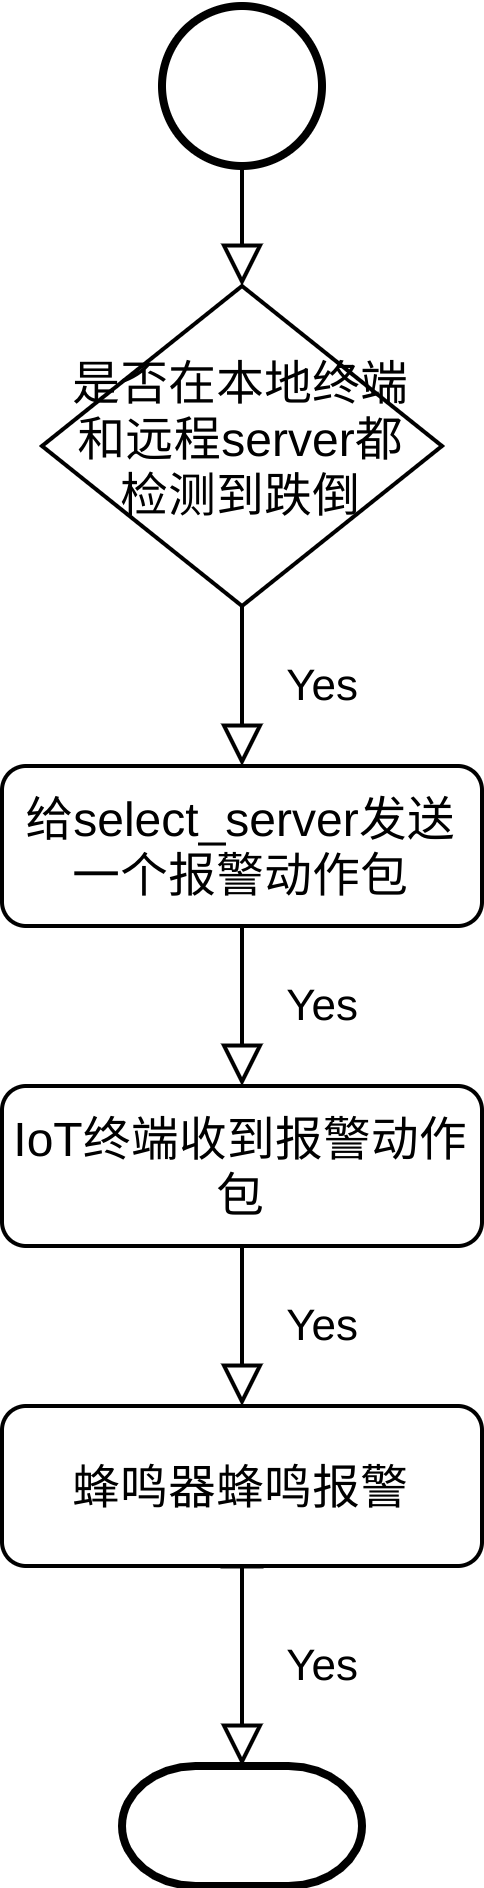 是否在本地终端
和远程server都
检测到跌倒
Yes
给select_server发送
一个报警动作包
Yes
IoT终端收到报警动作
包
Yes
蜂鸣器蜂鸣报警
Yes